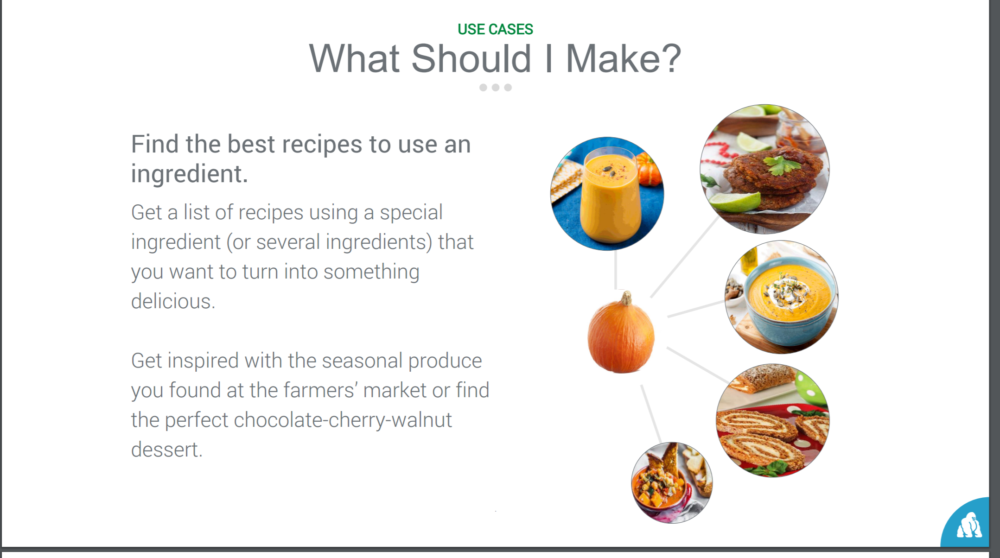 USE CASES
What Should I Make?
Find the best recipes to use an
ingredient.
Get a list of recipes using a special
ingredient (or several ingredients) that
you want to turn into something
delicious.
Get inspired with the seasonal produce
you found at the farmers’ market or find
the perfect chocolate-cherry-walnut
dessert.